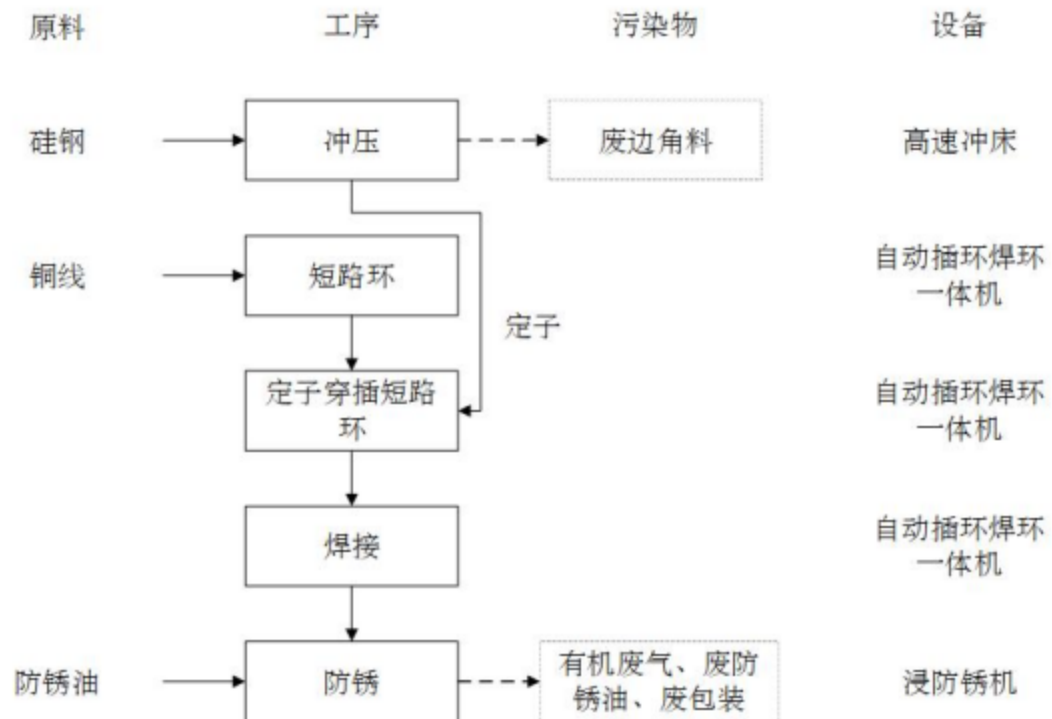 原料 工序 污染物 设备
硅钢 冲压 废边角料 高速冲床
铜线 短路环 自动插环焊环
一体机
定子
定子穿插短路 自动插环焊环
环 一体机
焊接 自动插环焊环
一体机
防锈油 防锈 有机废气、废防 浸防锈机
锈油、废包装